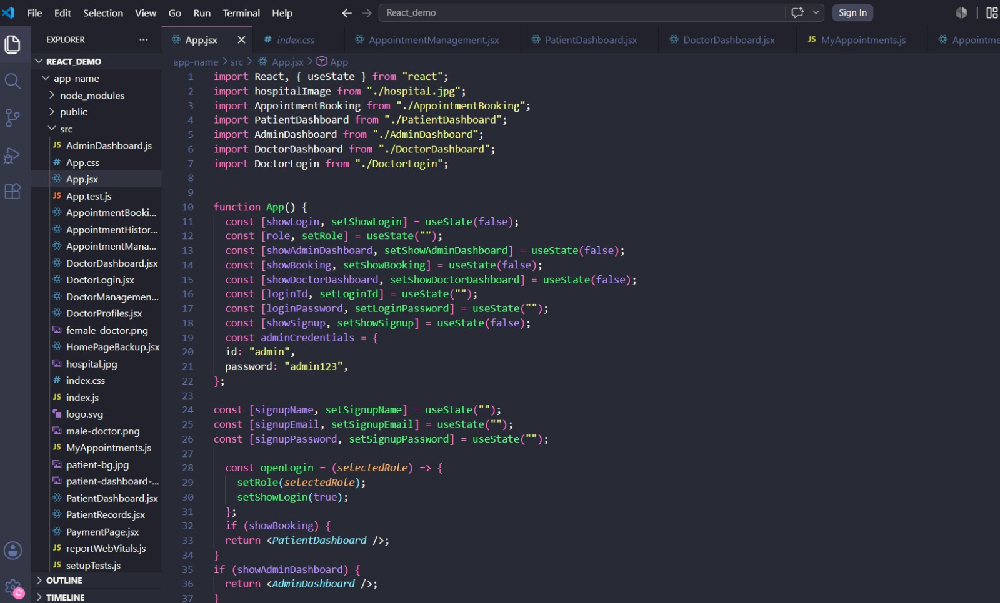 File Edit Selection View Go Run Terminal Help
React_demo
Sign In
EXPLORER
App.jsx
index.css
AppointmentManagement.jsx
PatientDashboard.jsx
DoctorDashboard.jsx
JS MyAppointments.js
Appointme
REACT_DEMO
app-name
node_modules
public
src
JS AdminDashboard.js
# App.css
App.jsx
JS App.test.js
AppointmentBooki...
AppointmentHistor...
AppointmentMana...
DoctorDashboard.jsx
DoctorLogin.jsx
DoctorManagemen...
DoctorProfiles.jsx
female-doctor.png
HomePageBackup.jsx
hospital.jpg
# index.css
JS index.js
logo.svg
male-doctor.png
JS MyAppointments.js
patient-bg.jpg
patient-dashboard-...
PatientDashboard.jsx
PatientRecords.jsx
PaymentPage.jsx
JS reportWebVitals.js
JS setupTests.js
OUTLINE
TIMELINE
app-name > src > App.jsx > App
1 import React, { useState } from "react";
2 import hospitalImage from "./hospital.jpg";
3 import AppointmentBooking from "./AppointmentBooking";
4 import PatientDashboard from "./PatientDashboard";
5 import AdminDashboard from "./AdminDashboard";
6 import DoctorDashboard from "./DoctorDashboard";
7 import DoctorLogin from "./DoctorLogin";
8
9
10 function App() {
11 const [showLogin, setShowLogin] = useState(false);
12 const [role, setRole] = useState("");
13 const [showAdminDashboard, setShowAdminDashboard] = useState(false);
14 const [showBooking, setShowBooking] = useState(false);
15 const [showDoctorDashboard, setShowDoctorDashboard] = useState(false);
16 const [loginId, setLoginId] = useState("");
17 const [loginPassword, setLoginPassword] = useState("");
18 const [showSignup, setShowSignup] = useState(false);
19 const adminCredentials = {
20 id: "admin",
21 password: "admin123",
22 };
23
24 const [signupName, setSignupName] = useState("");
25 const [signupEmail, setSignupEmail] = useState("");
26 const [signupPassword, setSignupPassword] = useState("");
27
28 const openLogin = (selectedRole) => {
29 setRole(selectedRole);
30 setShowLogin(true);
31 };
32 if (showBooking) {
33 return <PatientDashboard />;
34 }
35 if (showAdminDashboard) {
36 return <AdminDashboard />;
37 }